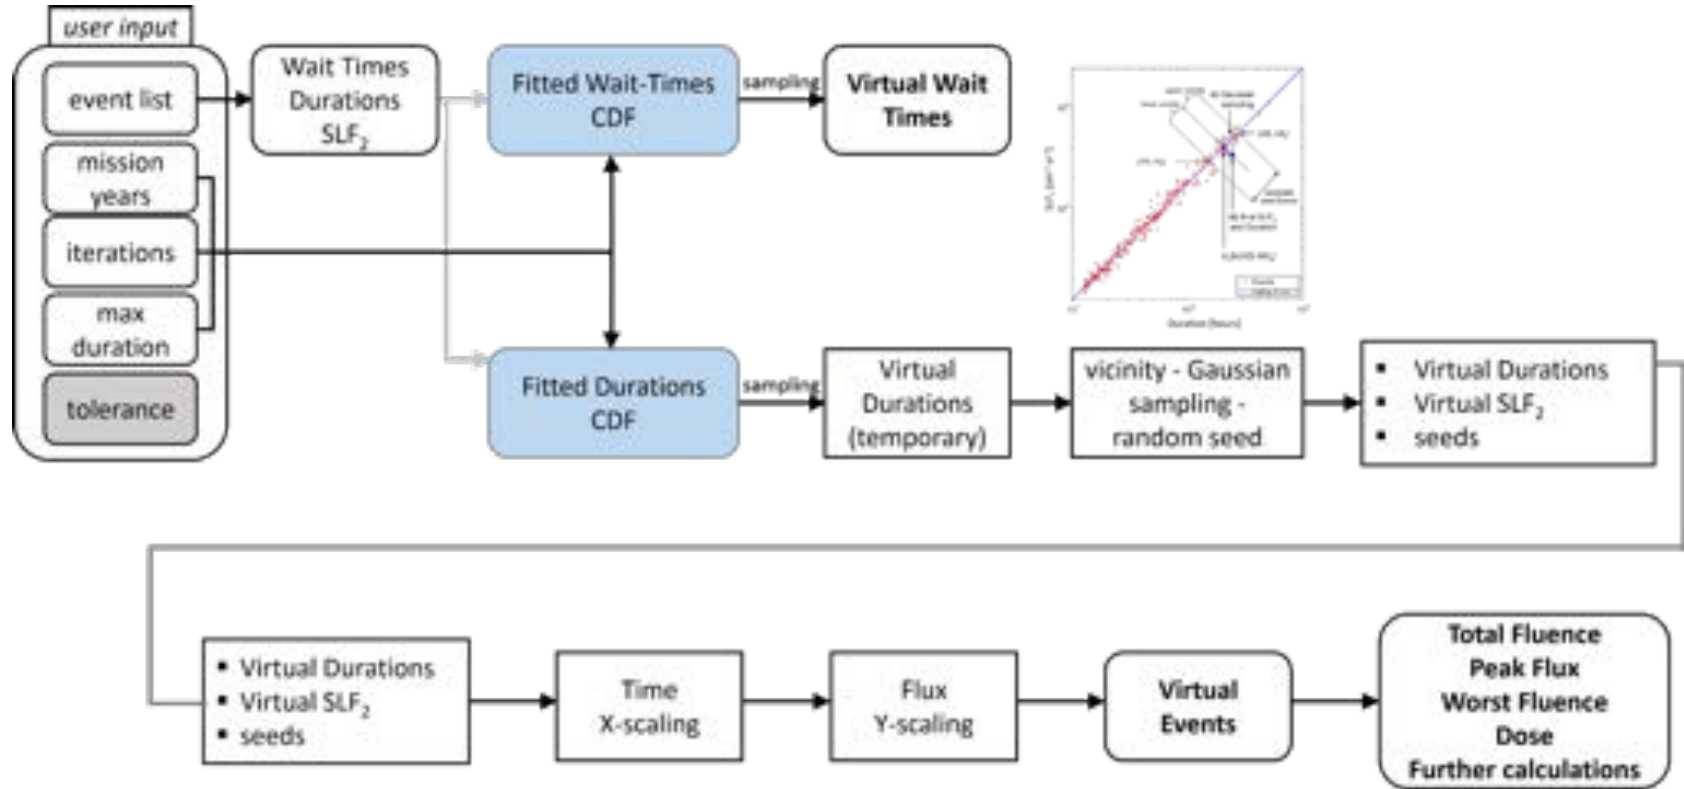 user input
event list
mission
years
iterations
max
duration
tolerance
Wait Times
Durations
SLF₂
Fitted Wait-Times
CDF
sampling
Virtual Wait
Times
Fitted Durations
CDF
sampling
Virtual
Durations
(temporary)
Duration [hours]
vicinity - Gaussian
sampling -
random seed
▪ Virtual Durations
▪ Virtual SLF₂
▪ seeds
▪ Virtual Durations
▪ Virtual SLF₂
▪ seeds
Time
X-scaling
Flux
Y-scaling
Virtual
Events
Total Fluence
Peak Flux
Worst Fluence
Dose
Further calculations